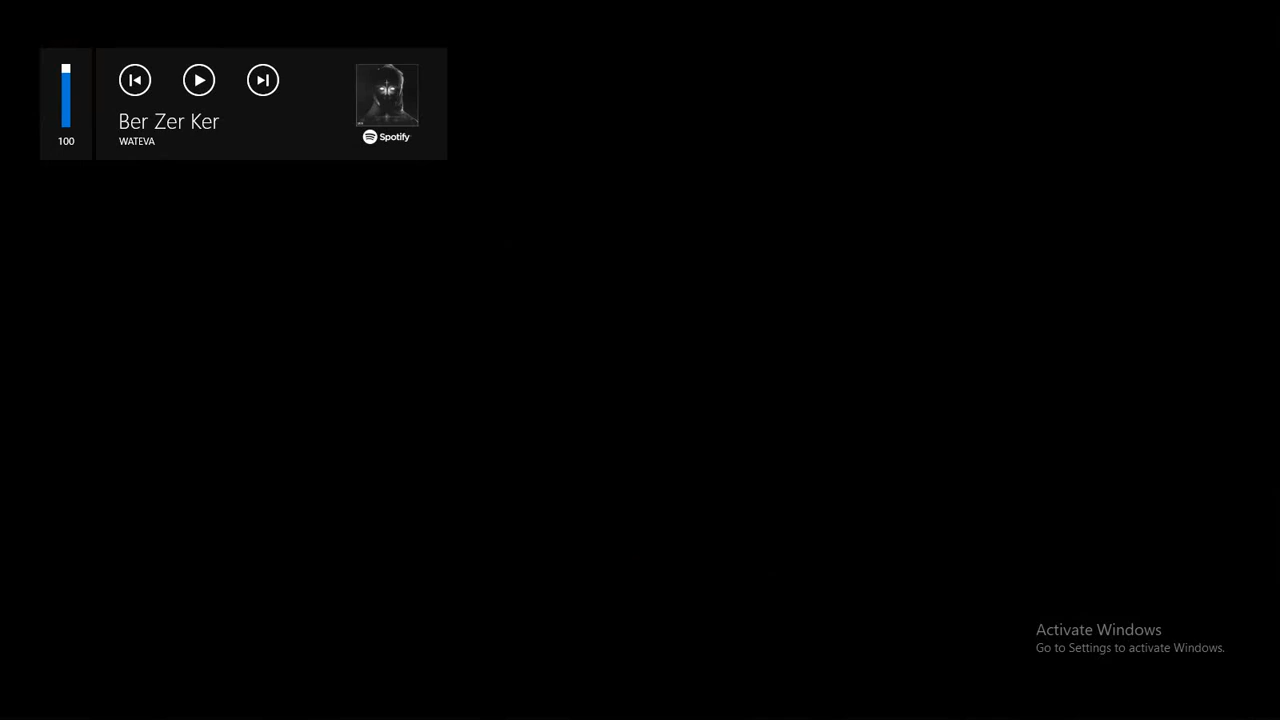 100
Ber Zer Ker
WATEVA
Spotify
Activate Windows
Go to Settings to activate Windows.